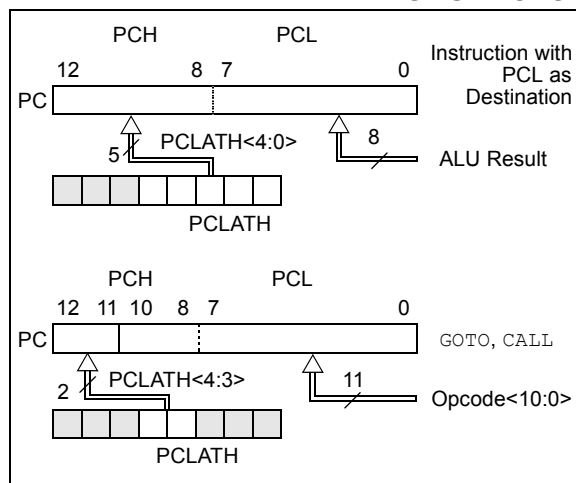 PCH PCL
12 8 7 0
Instruction with
PCL as
Destination
PC
PCLATH<4:0>
5
8
ALU Result
PCLATH
PCH PCL
12 11 10 8 7 0
PC
GOTO, CALL
PCLATH<4:3>
2
11
Opcode<10:0>
PCLATH